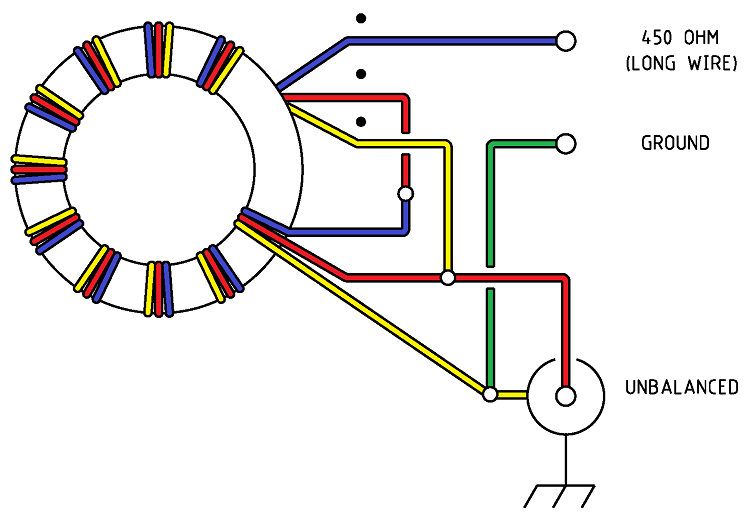 450 OHM
(LONG WIRE)
GROUND
UNBALANCED